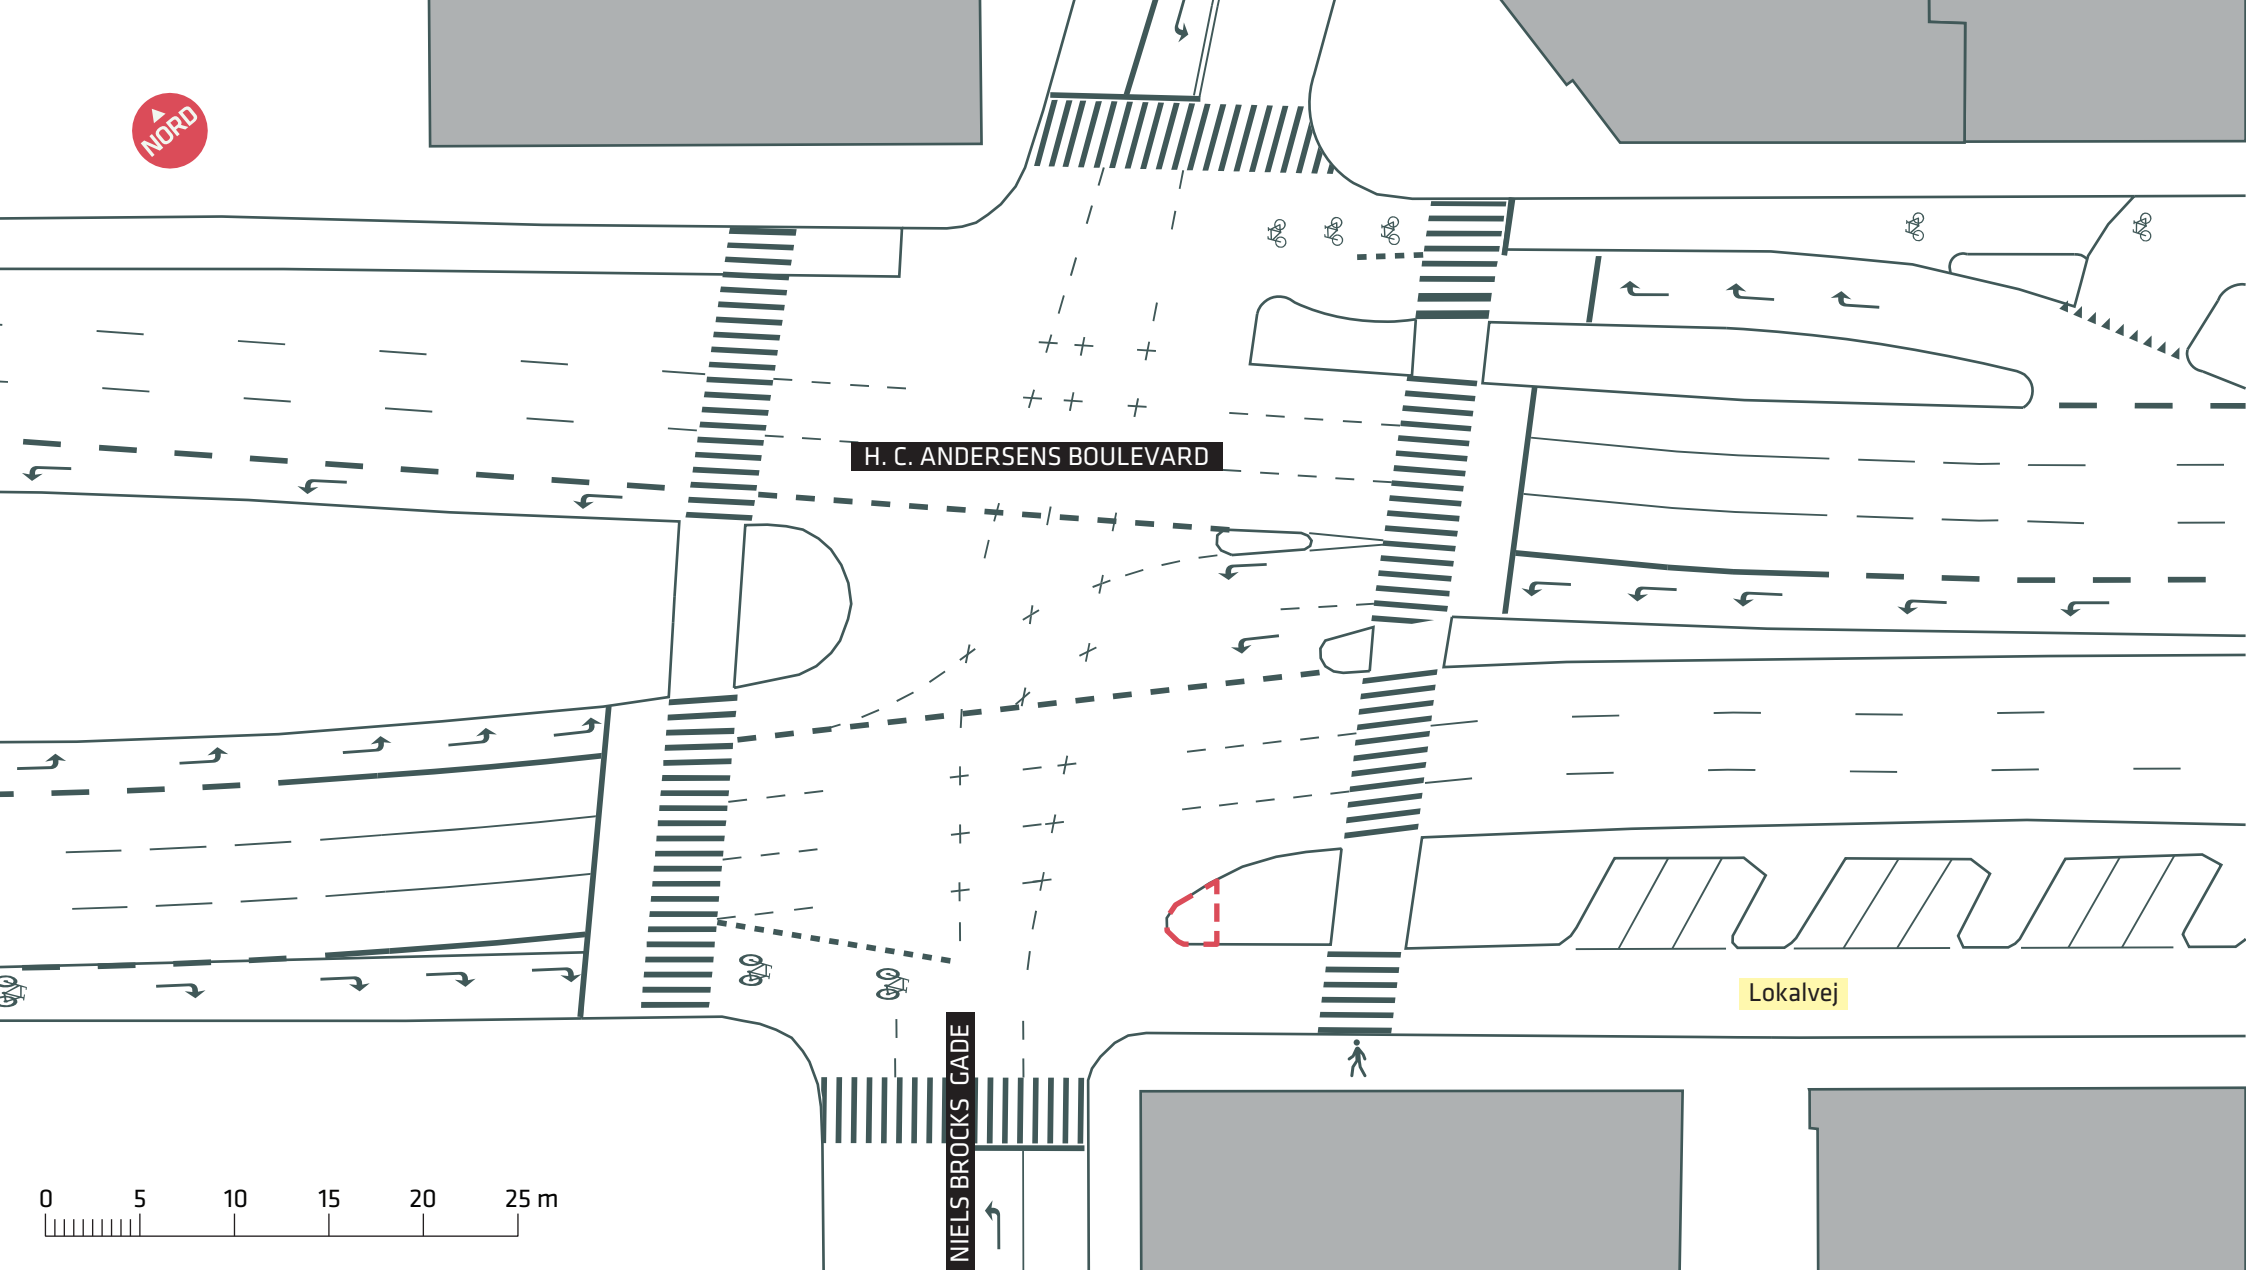 NORD
H. C. ANDERSENS BOULEVARD
Lokalvej
NIELS BROCKS GADE
0 5 10 15 20 25 m